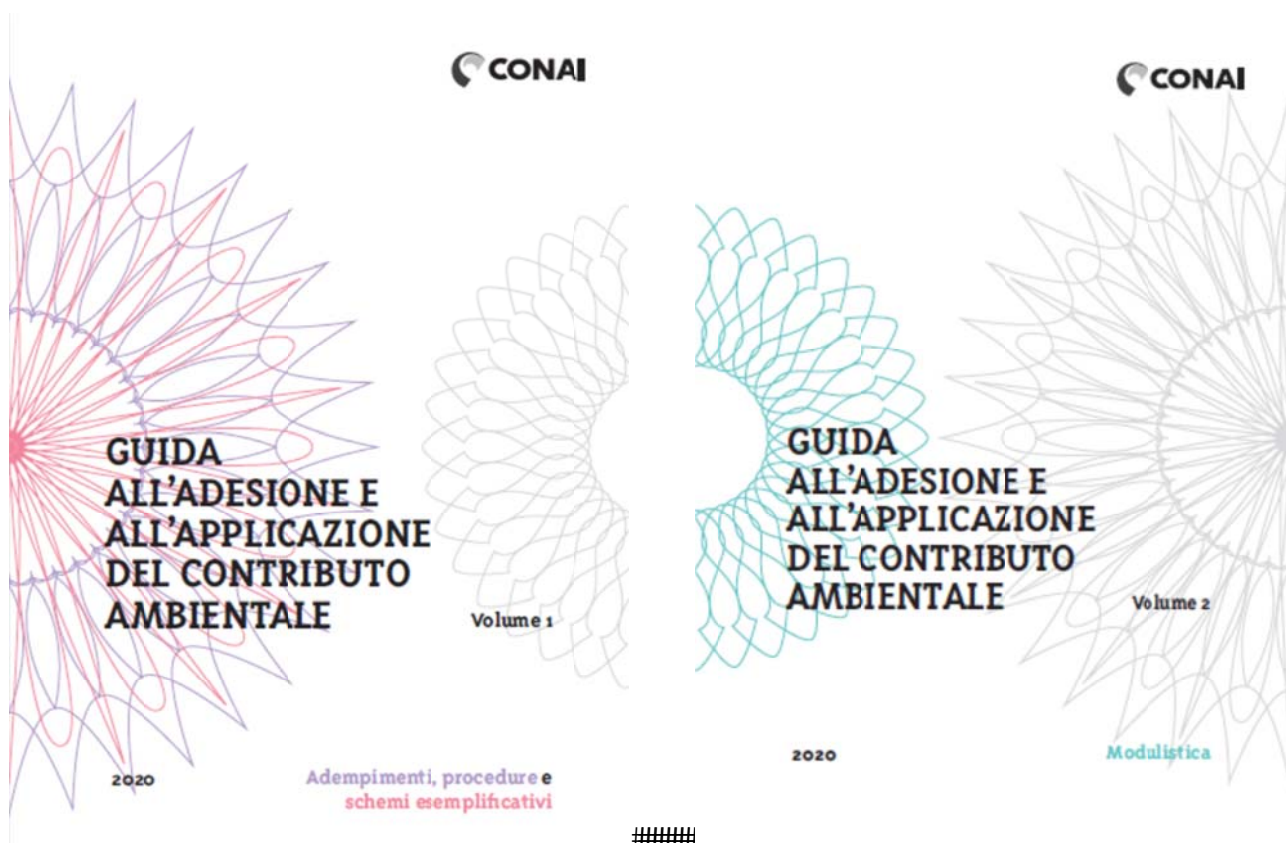 CONAI
GUIDA
ALL'ADESIONE E
ALL'APPLICAZIONE
DEL CONTRIBUTO
AMBIENTALE
Volume 1
2020
Adempimenti, procedure e
schemi esemplificativi
CONAI
GUIDA
ALL'ADESIONE E
ALL'APPLICAZIONE
DEL CONTRIBUTO
AMBIENTALE
Volume 2
2020
Modulistica
########